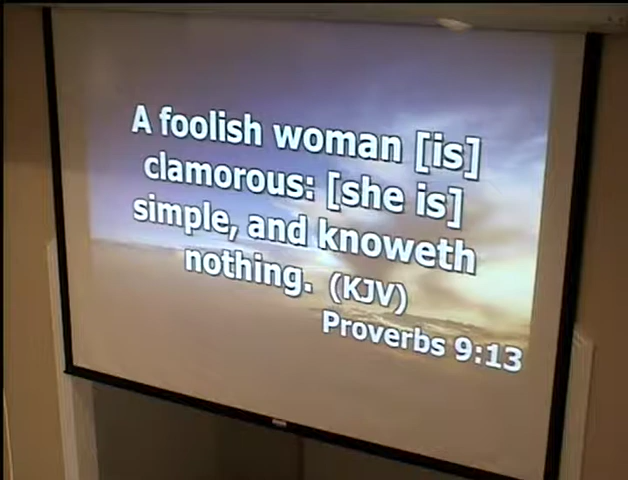 A foolish woman [is]
clamorous: [she is]
simple, and knoweth
nothing. (KJV)
Proverbs 9:13